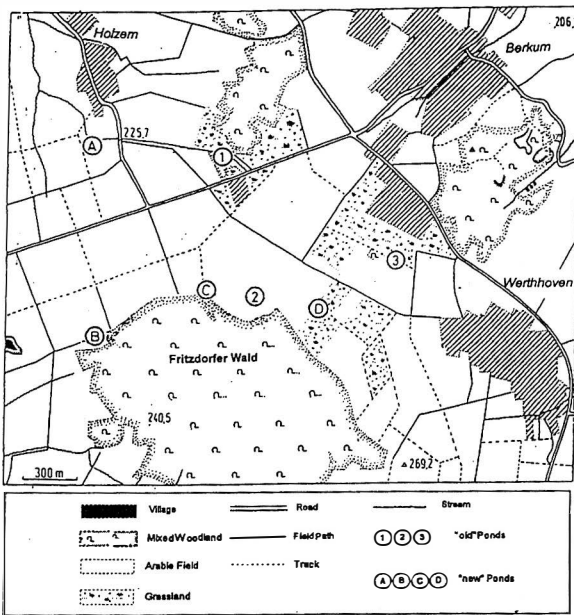 206,
Holzem
Berkum
A
225,7
1
3
Werthhoven
C
2
D
B
Fritzdorfer Wald
240,5
300 m
269,2
Village
Road
Stream
Mixed Woodland
Field Path
1 2 3 "old" Ponds
Arable Field
Track
Grassland
A B C D "new" Ponds